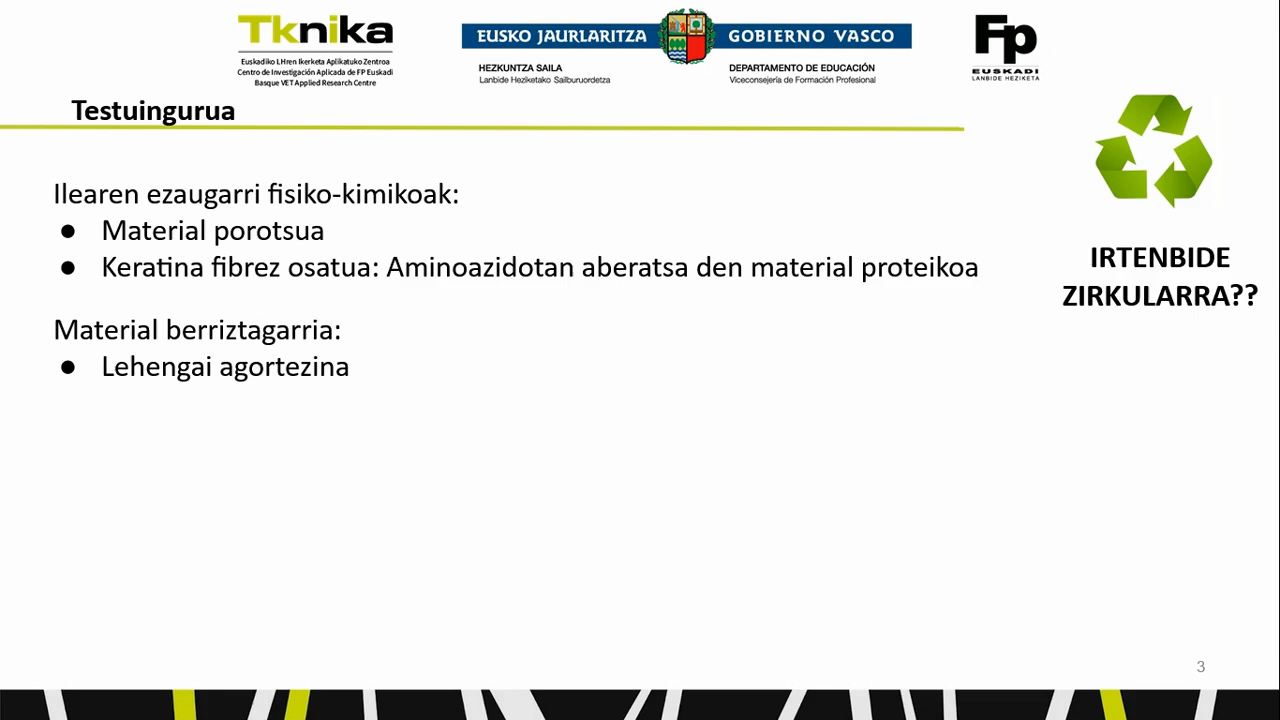 Tknika
Euskadiko LHren Ikerketa Aplikatuko Zentroa
Centro de Investigación Aplicada de FP Euskadi
Basque VET Applied Research Centre
EUSKO JAURLARITZA
GOBIERNO VASCO
HEZKUNTZA SAILA
Lanbide Heziketako Sailburuordetza
DEPARTAMENTO DE EDUCACIÓN
Viceconsejería de Formación Profesional
Fp
EUSKADI
LANBIDE HEZIKETA
Testuingurua
Ilearen ezaugarri fisiko-kimikoak:
● Material porotsua
● Keratina fibrez osatua: Aminoazidotan aberatsa den material proteikoa
Material berriztagarria:
● Lehengai agortezina
IRTENBIDE
ZIRKULARRA??
3